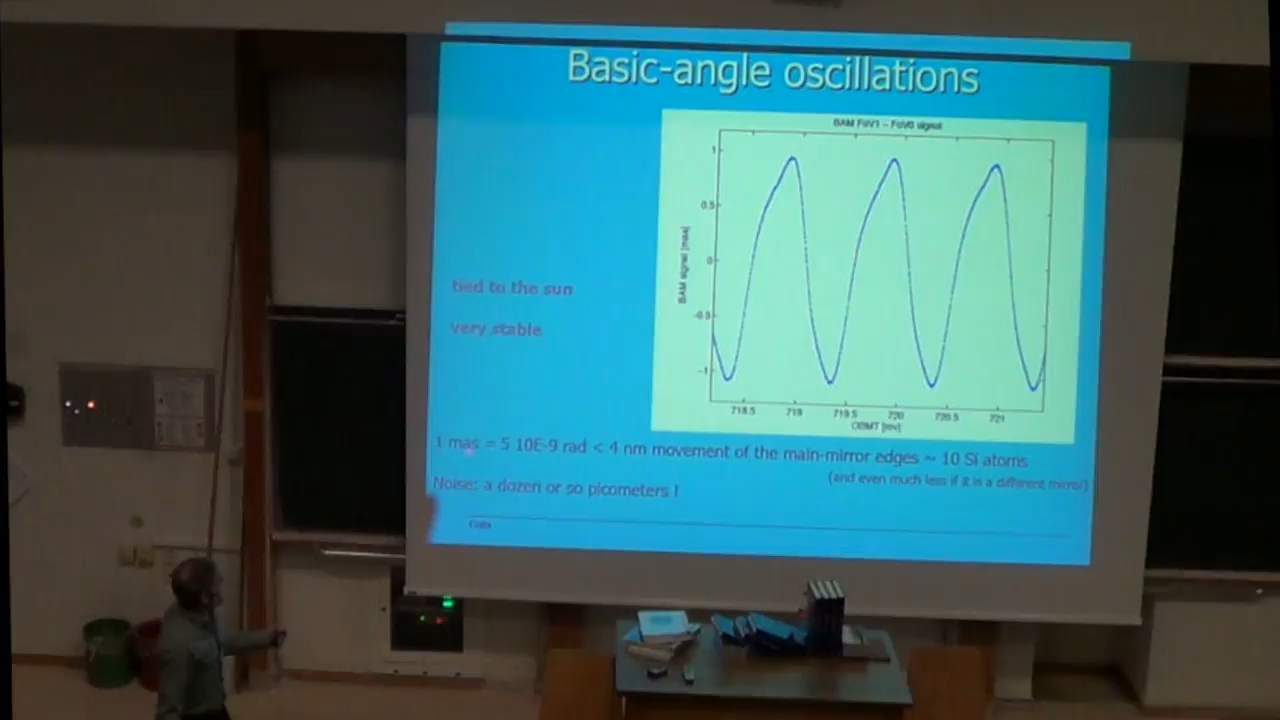 Basic-angle oscillations
BAM FoV1 - FoV0 signal
BAM signal [mas]
1
0.5
0
-0.5
-1
718.5 719 719.5 720 720.5 721
OBMT [rev]
tied to the sun
very stable
1 mas = 5 10E-9 rad < 4 nm movement of the main-mirror edges ~ 10 Si atoms
(and even much less if it is a different mirror)
Noise: a dozen or so picometers !
Gaia